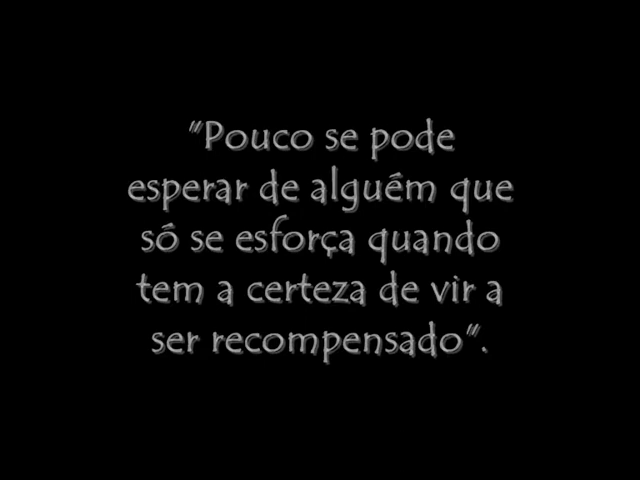 "Pouco se pode
esperar de alguém que
só se esforça quando
tem a certeza de vir a
ser recompensado".